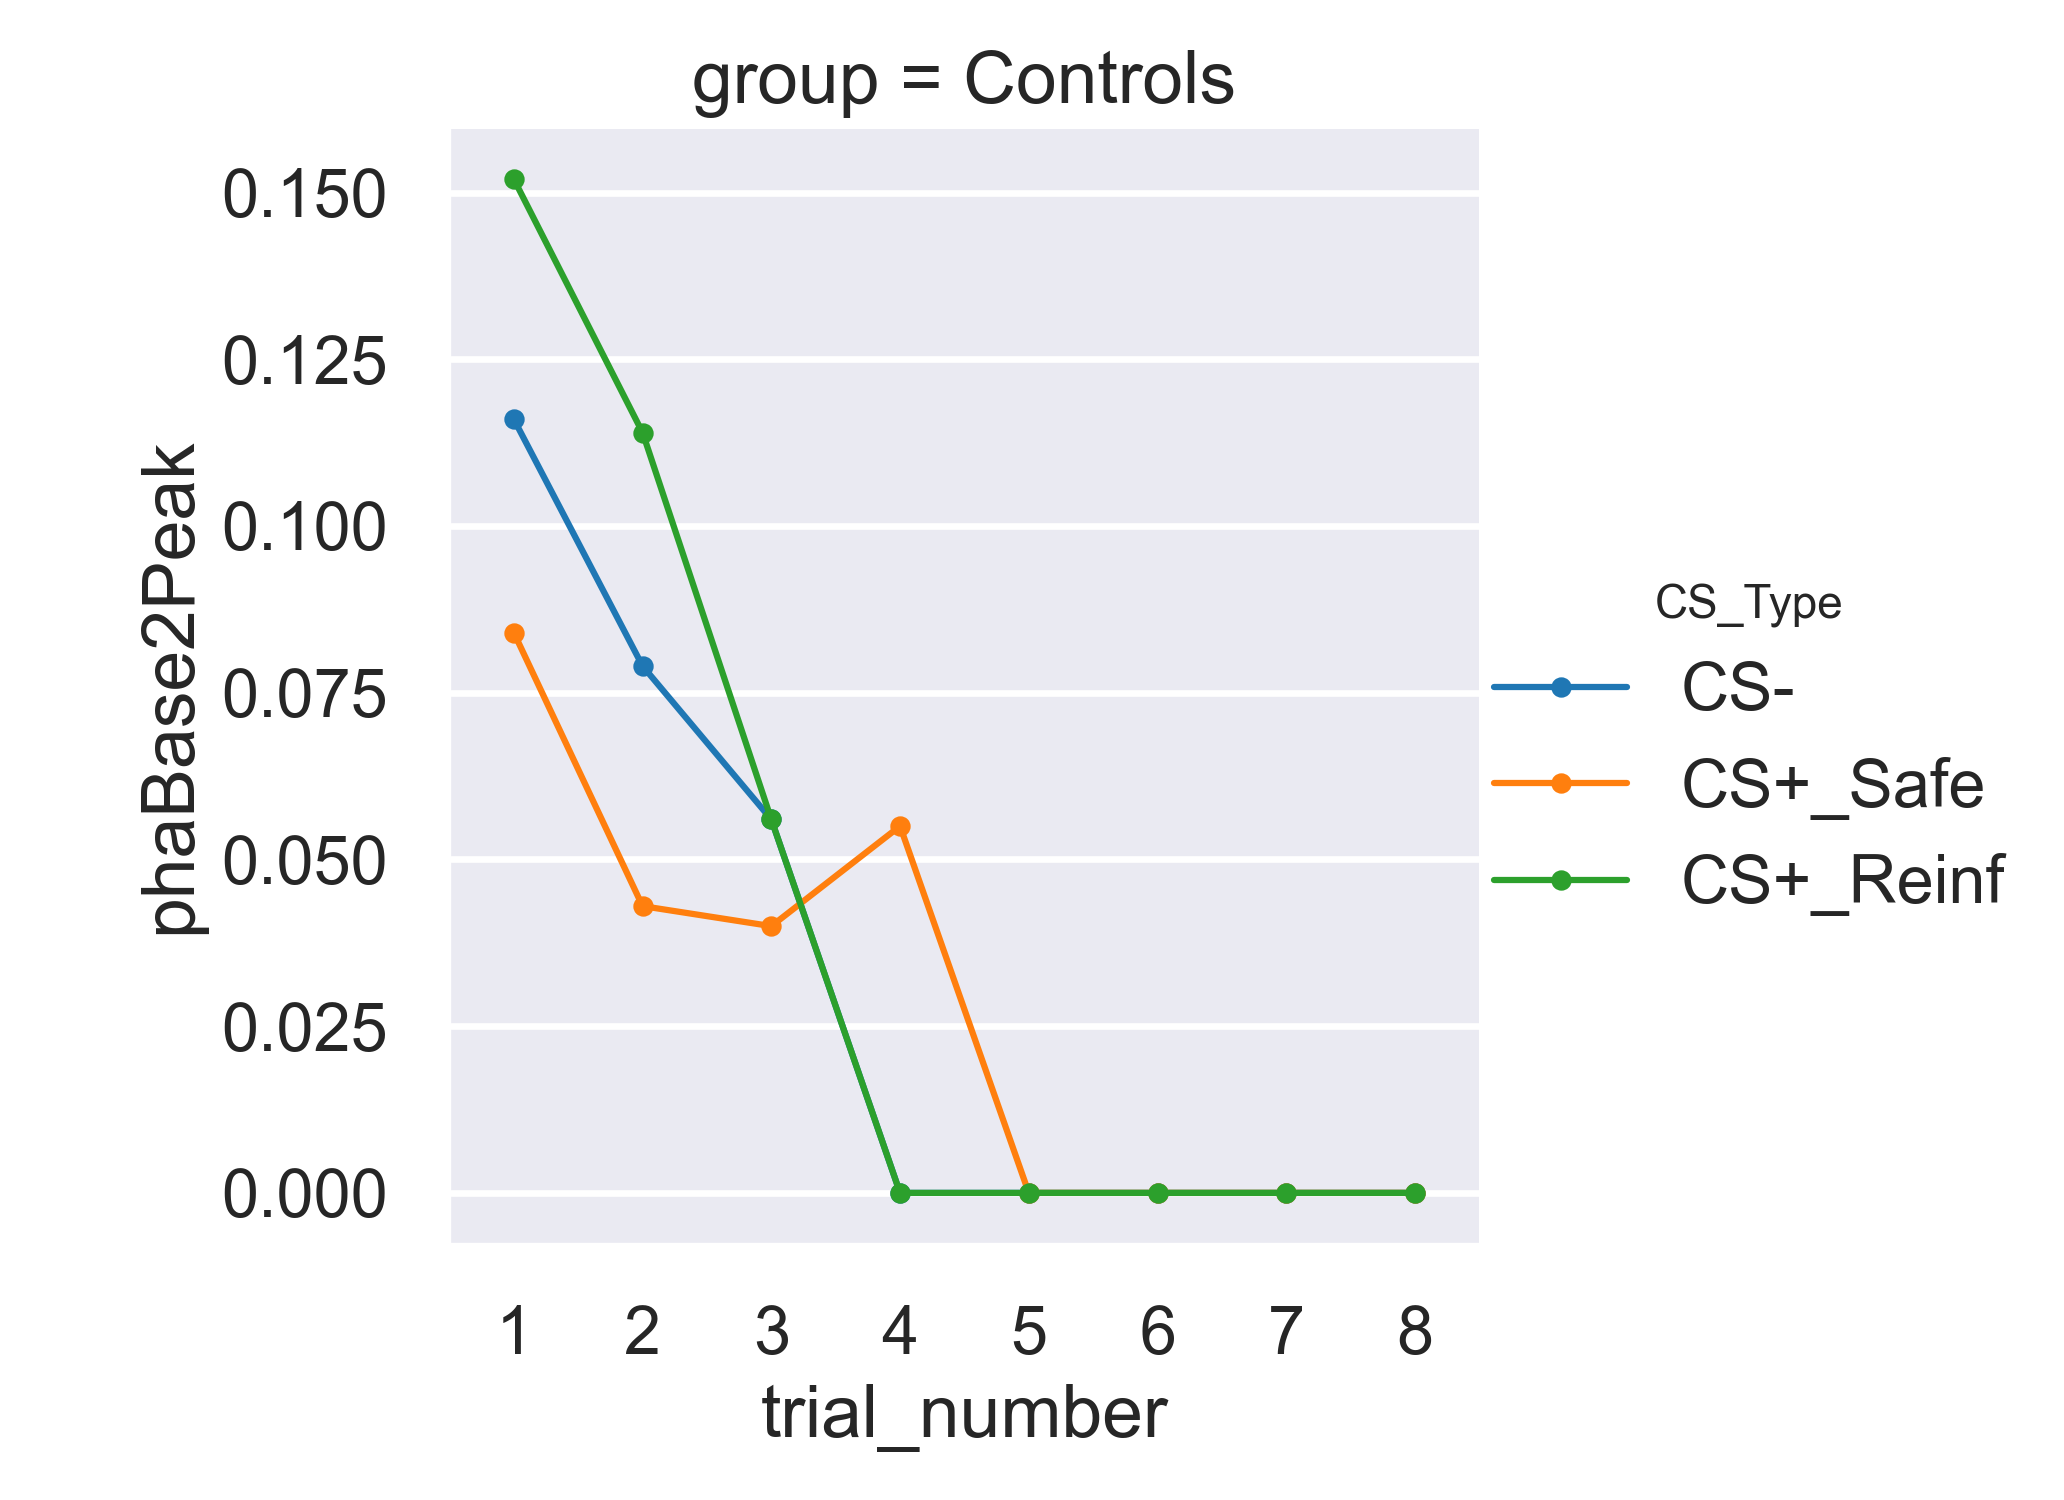 group = Controls
phaBase2Peak
0.150
0.125
0.100
0.075
0.050
0.025
0.000
1 2 3 4 5 6 7 8
trial_number
CS_Type
CS-
CS+_Safe
CS+_Reinf